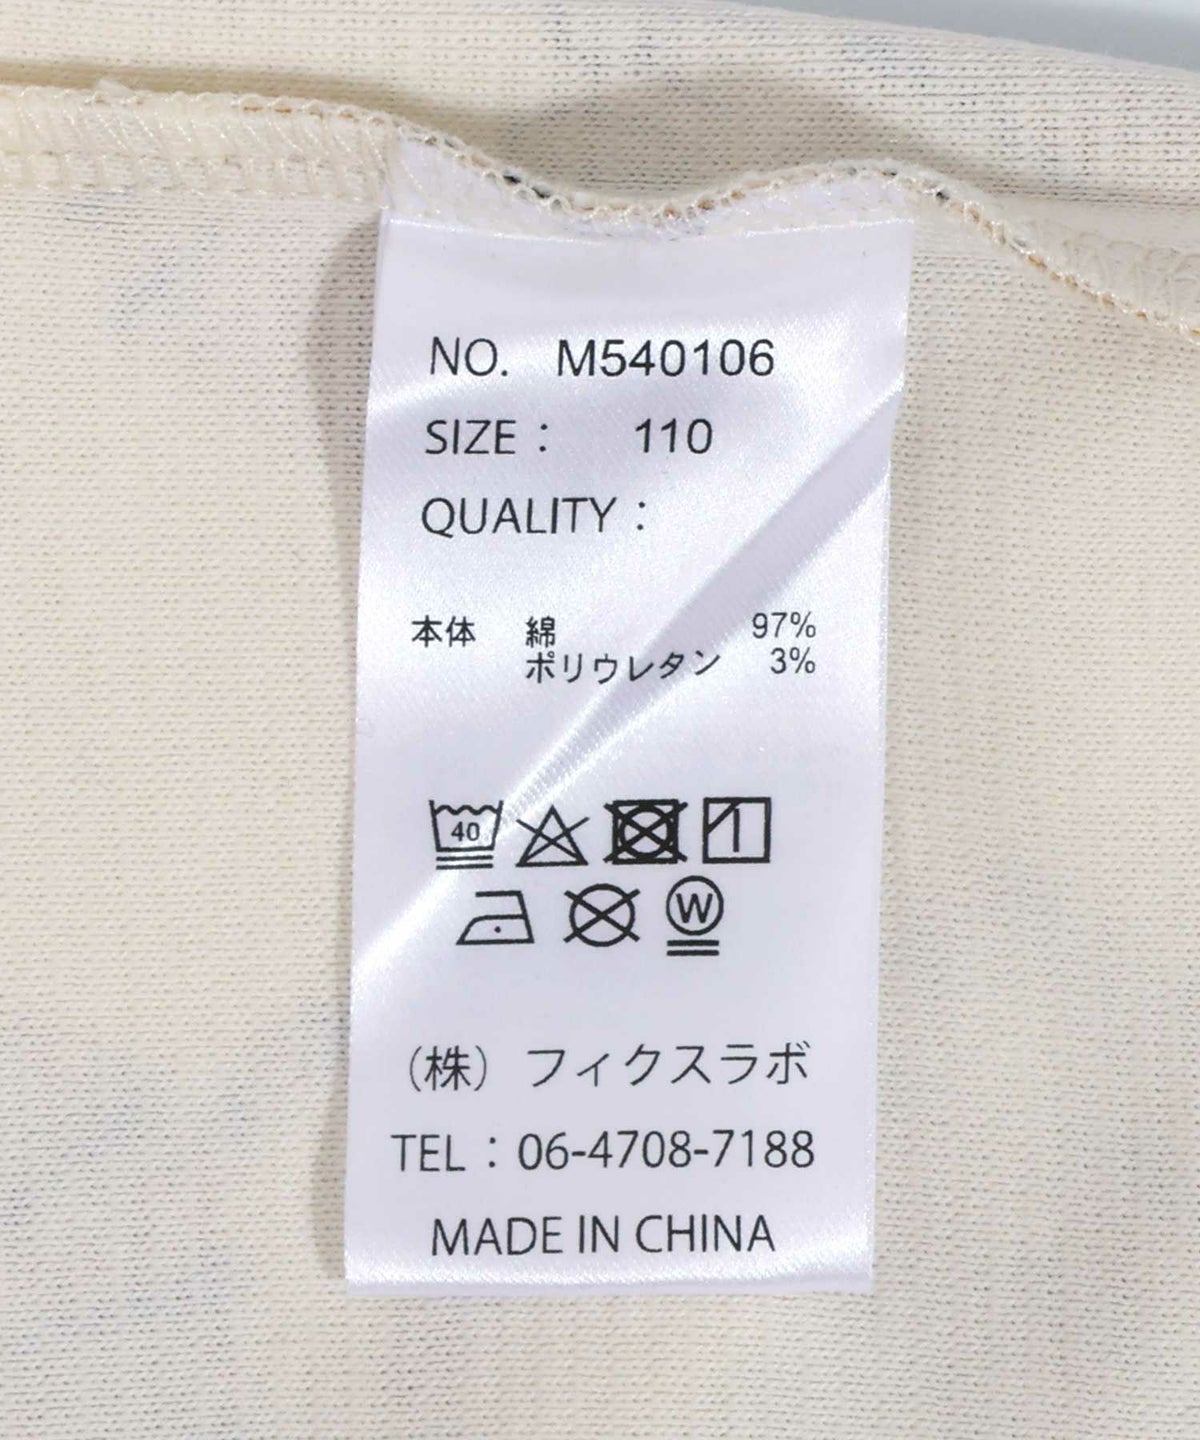 NO. M540106
SIZE： 110
QUALITY：
本体 綿 97%
ポリウレタン 3%
40
W
（株）フィクスラボ
TEL：06-4708-7188
MADE IN CHINA